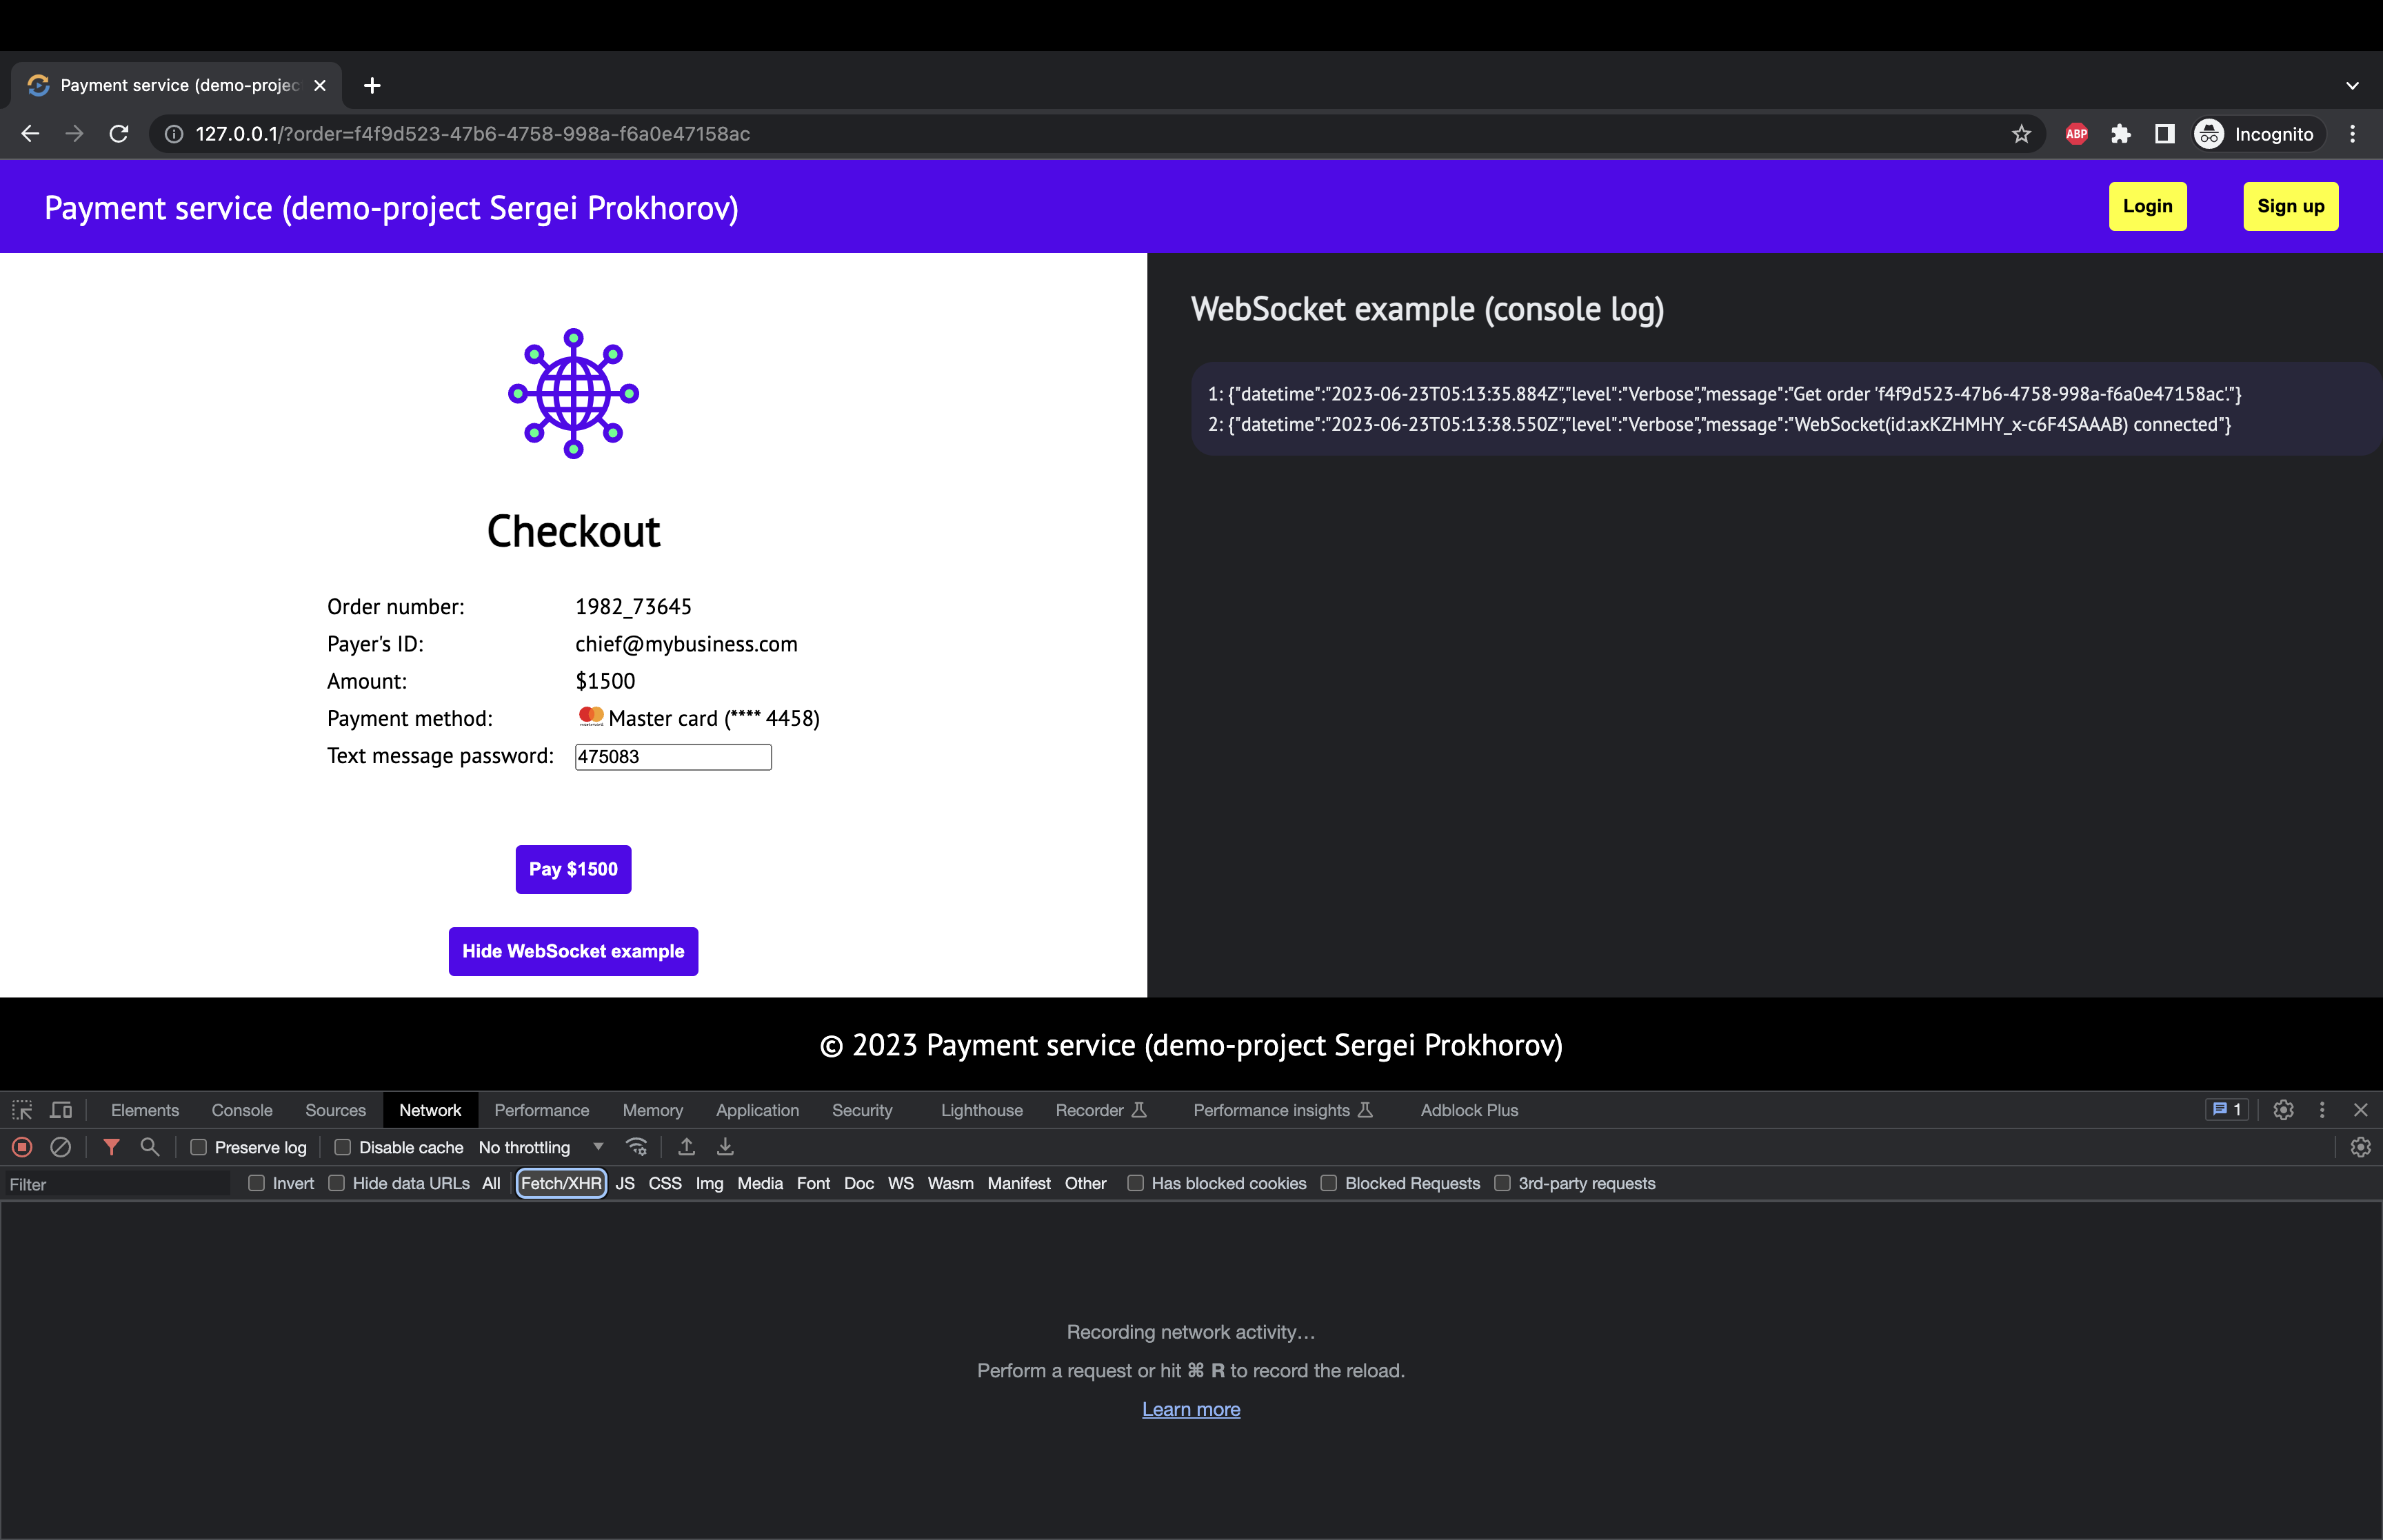 Payment service (demo-projec
127.0.0.1/?order=f4f9d523-47b6-4758-998a-f6a0e47158ac
ABP
Incognito
Payment service (demo-project Sergei Prokhorov)
Login
Sign up
WebSocket example (console log)
1: {"datetime":"2023-06-23T05:13:35.884Z","level":"Verbose","message":"Get order 'f4f9d523-47b6-4758-998a-f6a0e47158ac'."}
2: {"datetime":"2023-06-23T05:13:38.550Z","level":"Verbose","message":"WebSocket(id:axKZHMHY_x-c6F4SAAAB) connected"}
Checkout
Order number: 1982_73645
Payer's ID: chief@mybusiness.com
Amount: $1500
Payment method: Master card (**** 4458)
Text message password: 475083
Pay $1500
Hide WebSocket example
© 2023 Payment service (demo-project Sergei Prokhorov)
Elements Console Sources Network Performance Memory Application Security Lighthouse Recorder Performance insights Adblock Plus 1
Preserve log Disable cache No throttling
Filter Invert Hide data URLs All Fetch/XHR JS CSS Img Media Font Doc WS Wasm Manifest Other Has blocked cookies Blocked Requests 3rd-party requests
Recording network activity…
Perform a request or hit ⌘ R to record the reload.
Learn more